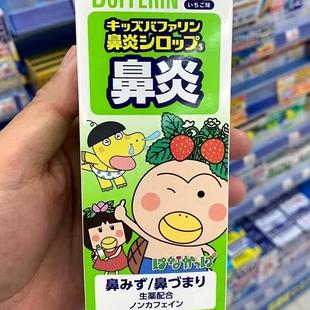 BUFFERIN
いちご味
キッズバファリン
鼻炎シロップS
鼻炎
はなかっぱ
鼻みず/鼻づまり
生薬配合
ノンカフェイン